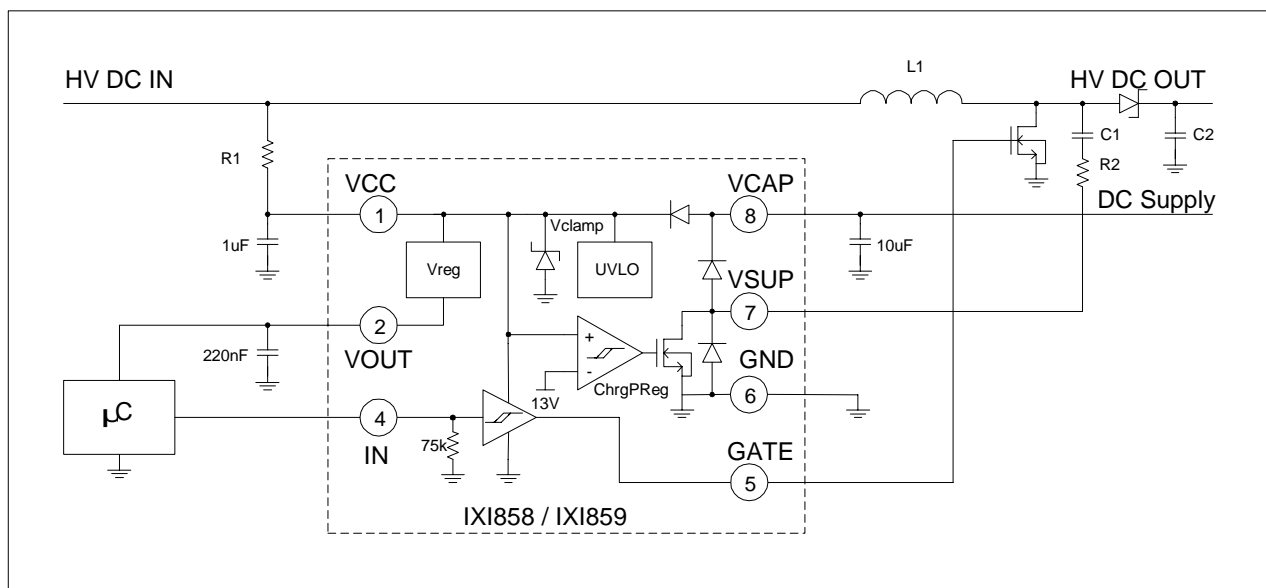 L1
HV DC IN
HV DC OUT
R1
C1
C2
R2
VCC
VCAP
DC Supply
1
8
Vclamp
1uF
10uF
Vreg
UVLO
VSUP
7
2
+
220nF
VOUT
GND
-
ChrgPReg
6
13V
µC
4
75k
IN
GATE
5
IXI858 / IXI859